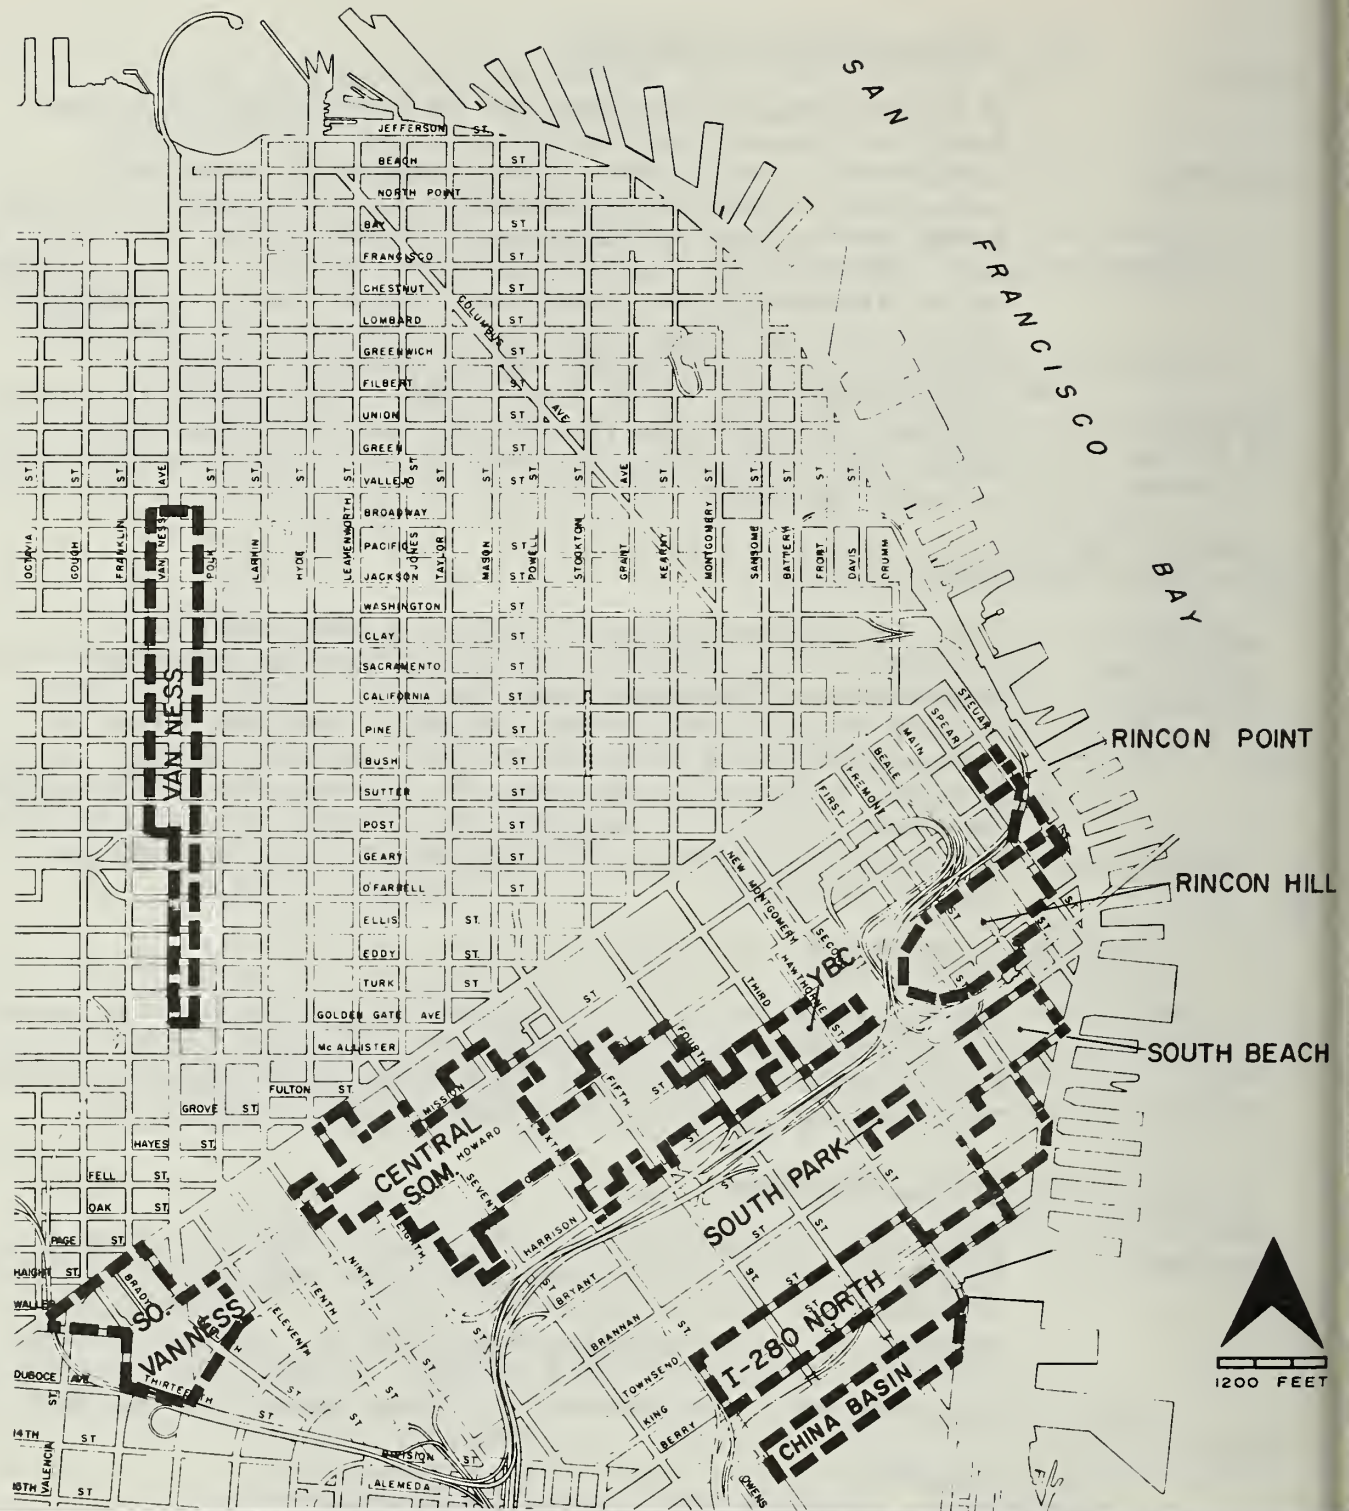 SAN
FRANCISCO
BAY
JEFFERSON ST.
BEACH ST
NORTH POINT
BAY ST
FRANCISCO ST
CHESTNUT ST
COLUMBUS AVE
LOMBARD ST
GREENWICH ST
FILBERT ST
UNION ST
GREEN ST
VALLEJO ST
BROADWAY
PACIFIC ST
JACKSON ST
WASHINGTON ST
CLAY ST
SACRAMENTO ST
CALIFORNIA ST
PINE ST
BUSH ST
SUTTER ST
POST ST
GEARY ST
O'FARRELL ST
ELLIS ST.
EDDY ST.
TURK ST
GOLDEN GATE AVE
McALLISTER
FULTON ST.
GROVE ST.
HAYES ST.
FELL ST.
OAK ST.
PAGE ST.
HAIGHT ST.
WALLER
DUBOCE AVE
14TH ST
15TH ST
VALENCIA ST
OCTAVIA ST
GOUGH ST
FRANKLIN ST
VAN NESS AVE
POLK ST
LARKIN ST
HYDE ST
LEAVENWORTH ST
JONES ST
TAYLOR ST
MASON ST
POWELL ST
STOCKTON ST
GRANT AVE
KEARNY ST
MONTGOMERY ST
SANSOME ST
BATTERY ST
FRONT ST
DAVIS ST
DRUMM
VAN NESS
STEUART
SPEAR
MAIN
BEALE
FREMONT
FIRST
RINCON POINT
RINCON HILL
SOUTH BEACH
NEW MONTGOMERY
SECOND
HAWTHORNE ST.
YBC
THIRD
FOURTH
FIFTH
MISSION
HOWARD
SEVENTH
EIGHTH
NINTH
TENTH
ELEVENTH
CENTRAL
S.O.M.
HARRISON
BRYANT
BRANNAN
TOWNSEND
KING
BERRY
SOUTH PARK
I-280 NORTH
CHINA BASIN
OWENS
BRADY
SO.
VAN NESS
THIRTEENTH
DIVISION ST
ALAMEDA
1200 FEET